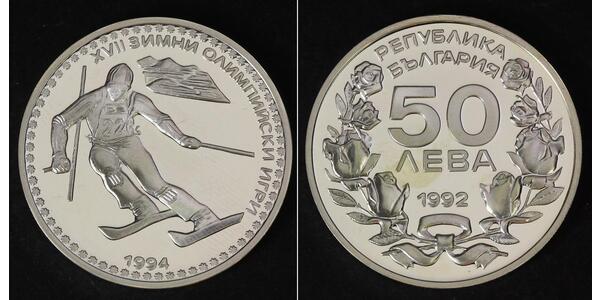 XVII ЗИМНИ ОЛИМПИЙСКИ ИГРИ
1994
РЕПУБЛИКА
БЪЛГАРИЯ
50
ЛЕВА
1992